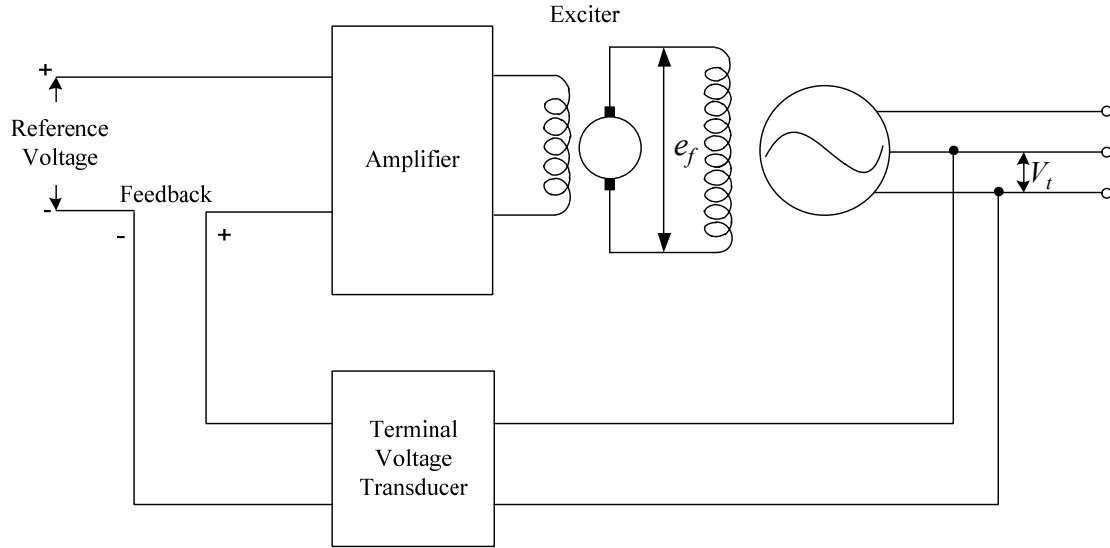 Exciter
+
Reference
Voltage
-
Feedback
-
+
Amplifier
e_f
V_t
Terminal
Voltage
Transducer